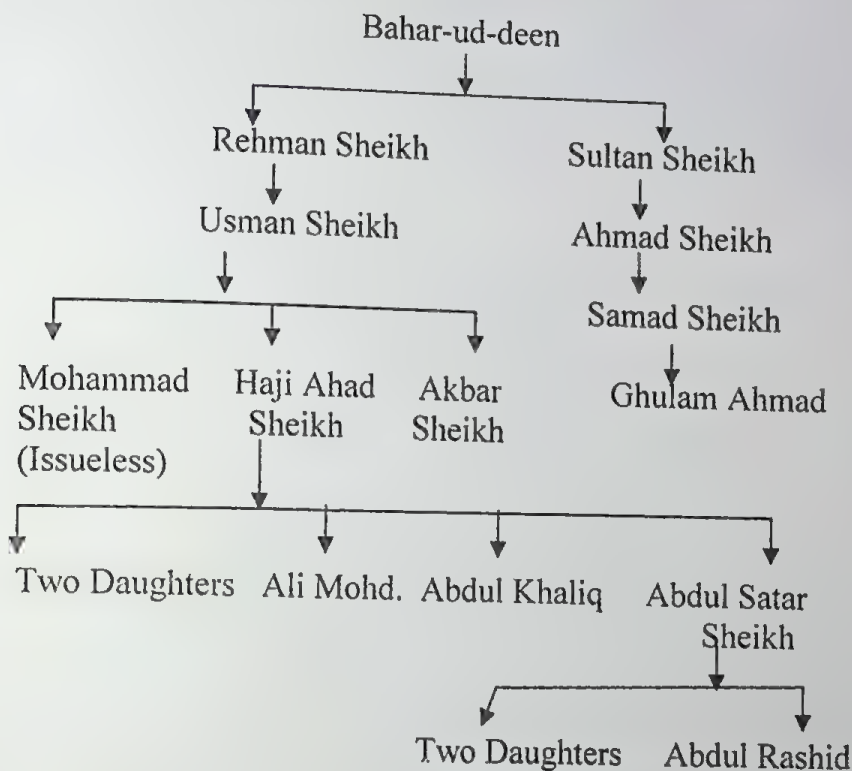 Bahar-ud-deen
Rehman Sheikh
Sultan Sheikh
Usman Sheikh
Ahmad Sheikh
Samad Sheikh
Mohammad
Sheikh
(Issueless)
Haji Ahad
Sheikh
Akbar
Sheikh
Ghulam Ahmad
Two Daughters
Ali Mohd.
Abdul Khaliq
Abdul Satar
Sheikh
Two Daughters
Abdul Rashid